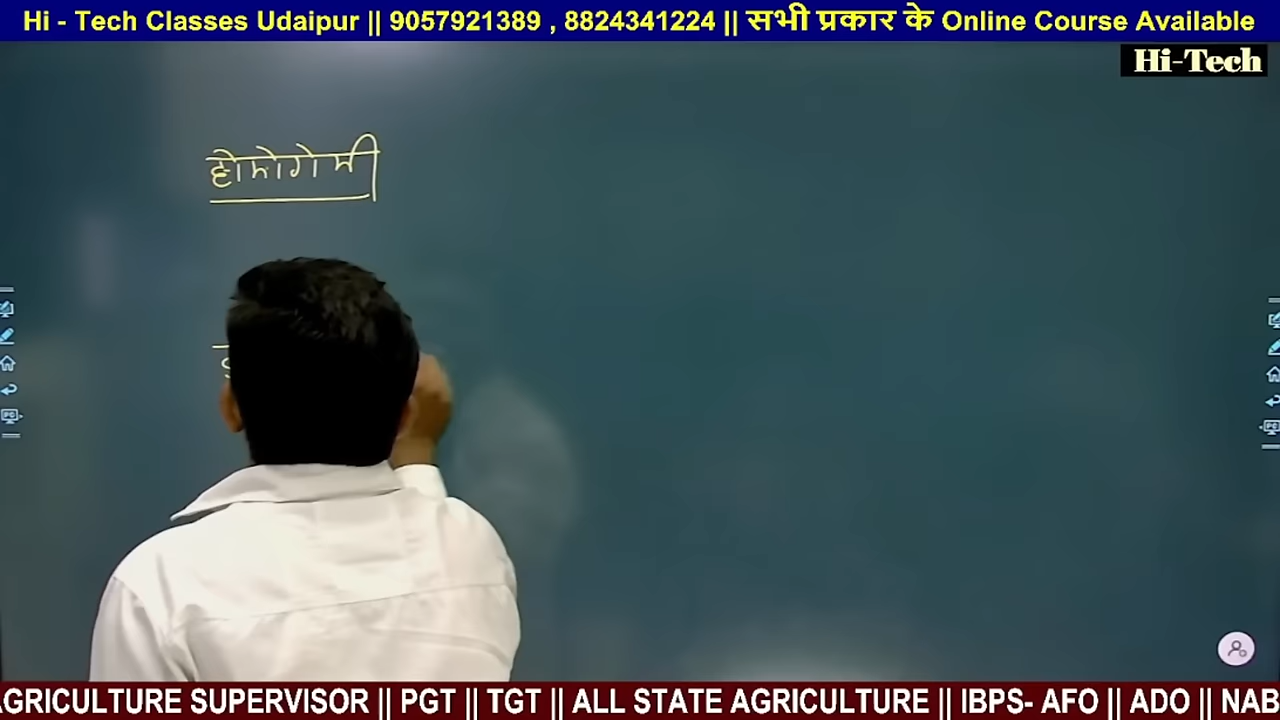 Hi - Tech Classes Udaipur || 9057921389 , 8824341224 || सभी प्रकार के Online Course Available
Hi-Tech
होमोगेमी
AGRICULTURE SUPERVISOR || PGT || TGT || ALL STATE AGRICULTURE || IBPS- AFO || ADO || NAB